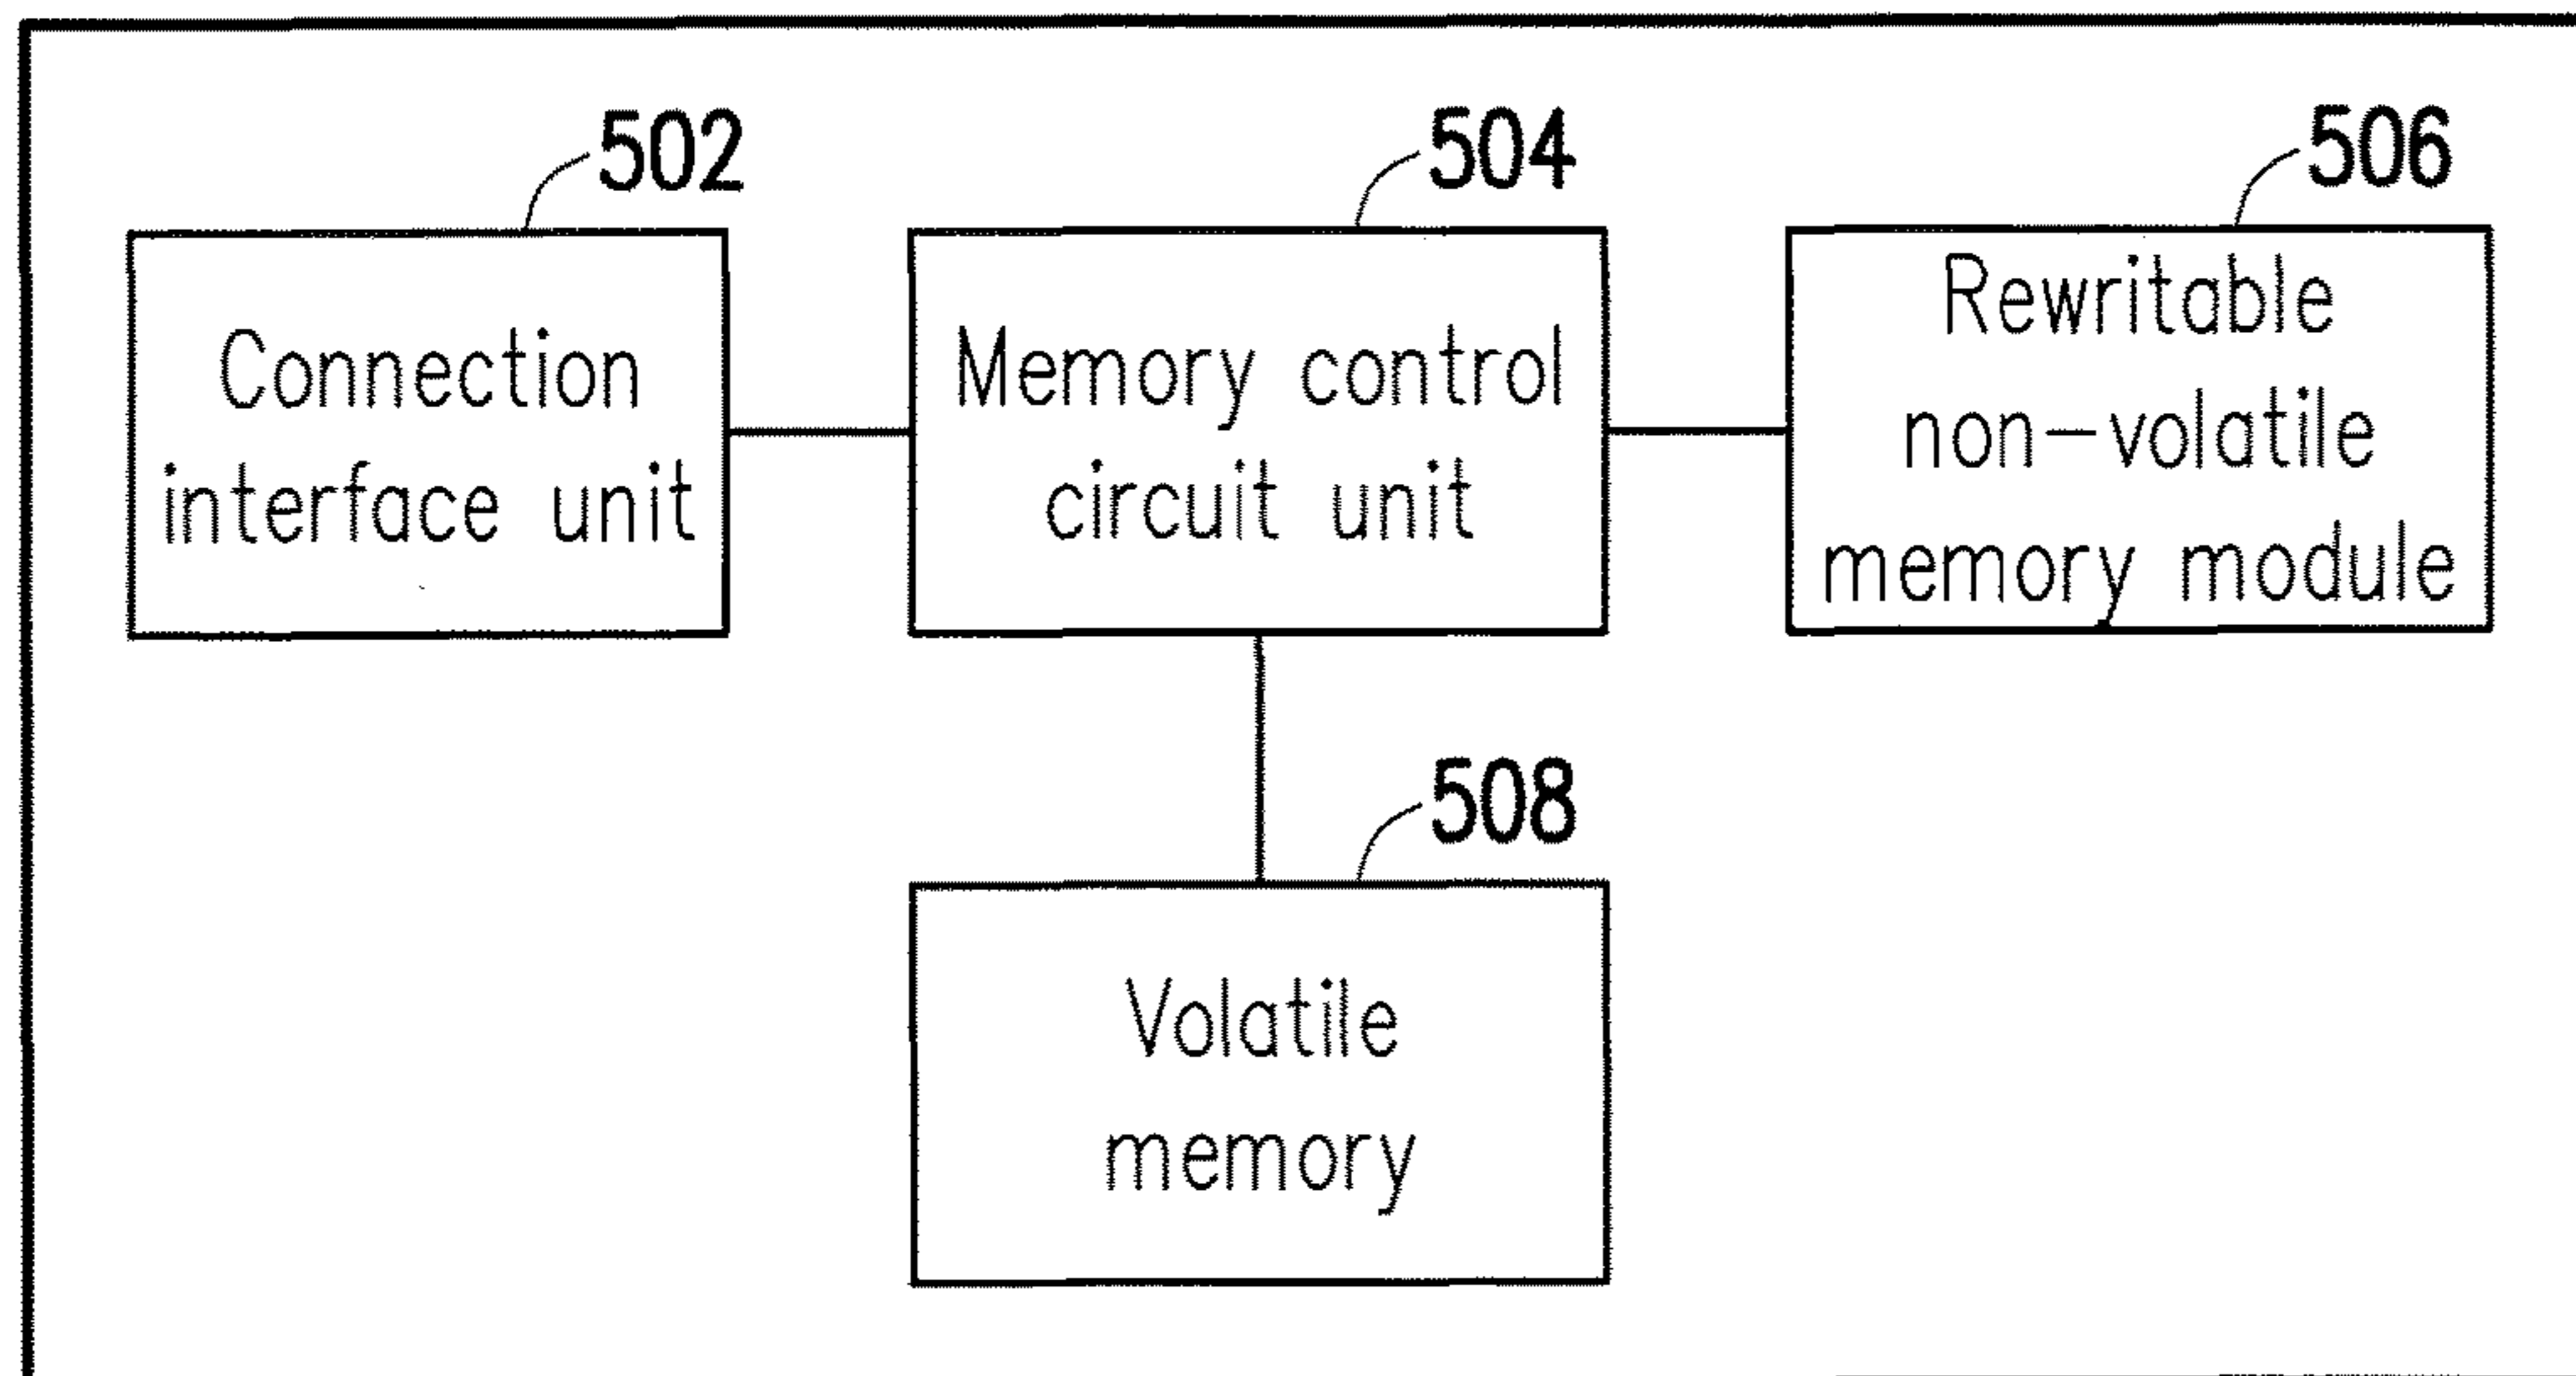 502
Connection
interface unit
504
Memory control
circuit unit
506
Rewritable
non-volatile
memory module
508
Volatile
memory